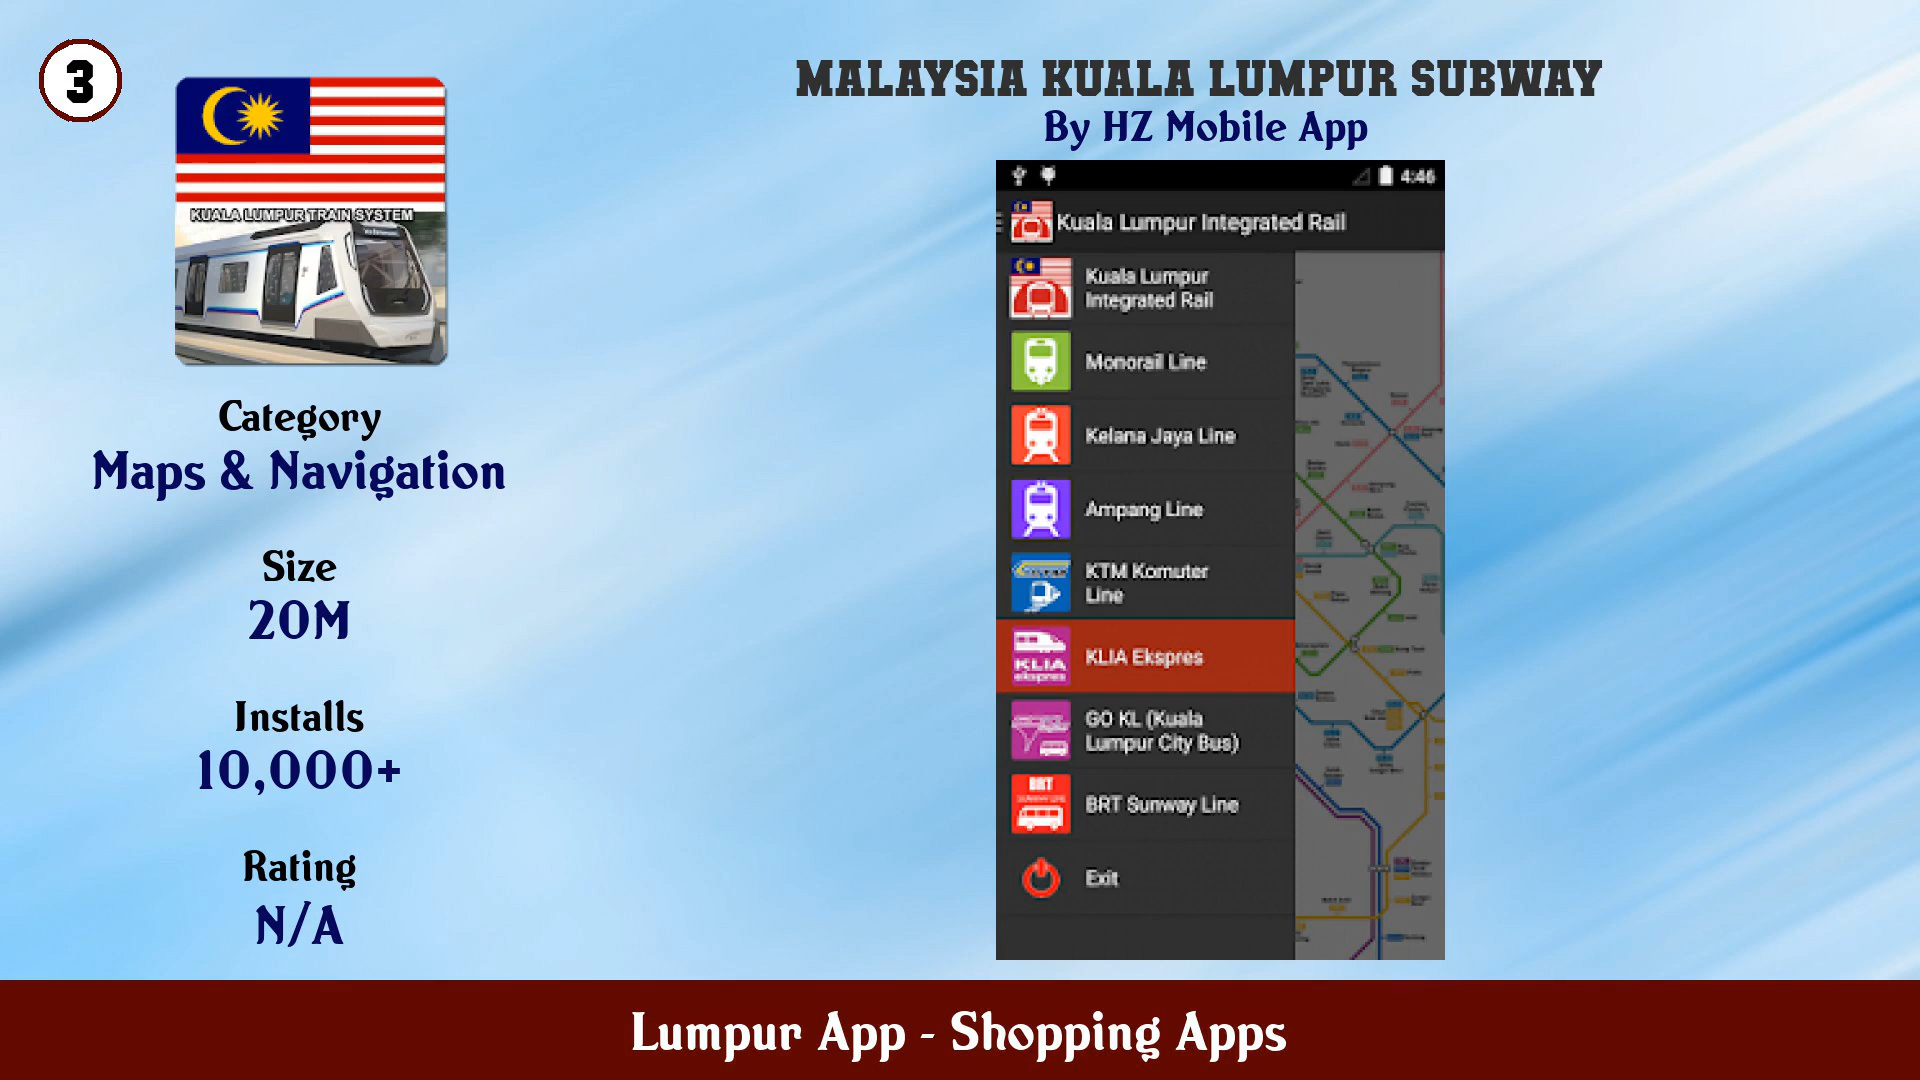 3
KUALA LUMPUR TRAIN SYSTEM
Category
Maps & Navigation
Size
20M
Installs
10,000+
Rating
N/A
MALAYSIA KUALA LUMPUR SUBWAY
By HZ Mobile App
4:46
Kuala Lumpur Integrated Rail
Kuala Lumpur
Integrated Rail
Monorail Line
Kelana Jaya Line
Ampang Line
KTM Komuter
Line
KLIA
ekspres
KLIA Ekspres
GO KL (Kuala
Lumpur City Bus)
BRT
BRT Sunway Line
Exit
Lumpur App - Shopping Apps